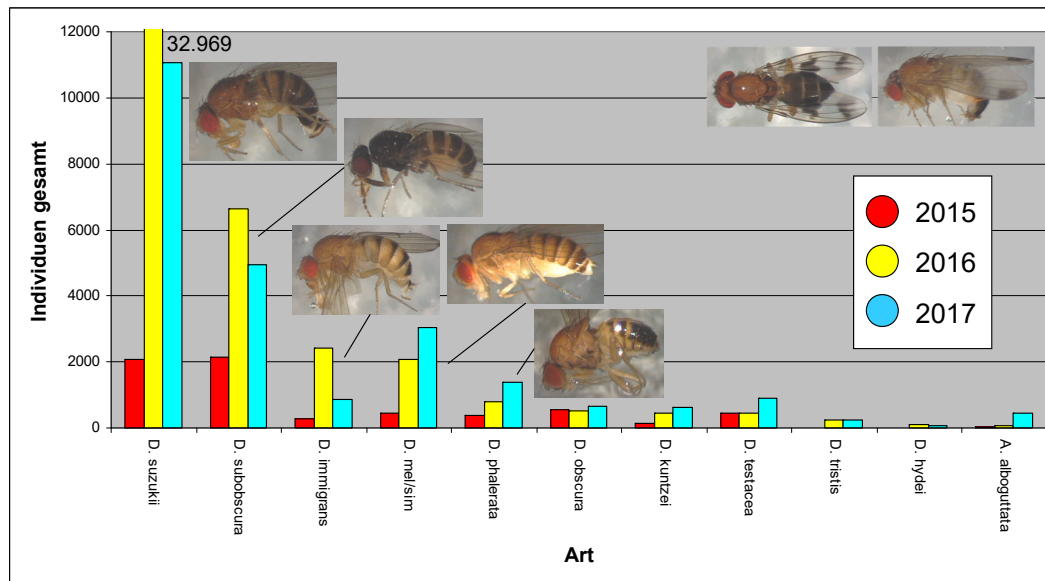 12000
10000
8000
6000
4000
2000
0
Individuen gesamt
32.969
2015
2016
2017
D. suzukii
D. subobscura
D. immigrans
D. mel/sim
D. phalerata
D. obscura
D. kuntzei
D. testacea
D. tristis
D. hydei
A. alboguttata
Art